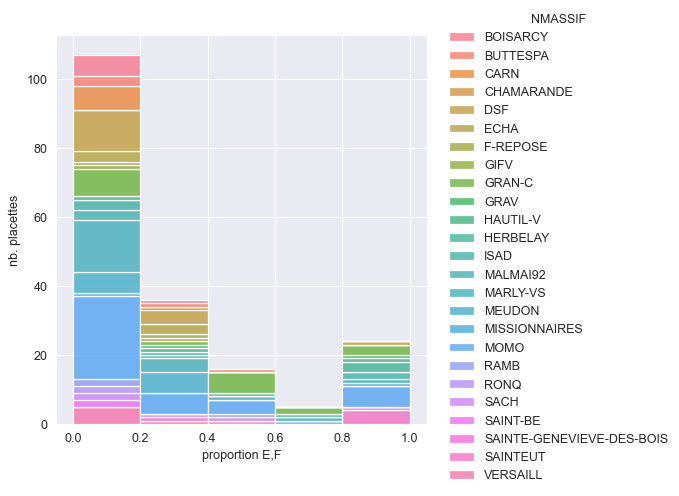 NMASSIF
BOISARCY
BUTTESPA
CARN
CHAMARANDE
DSF
ECHA
F-REPOSE
GIFV
GRAN-C
GRAV
HAUTIL-V
HERBELAY
ISAD
MALMAI92
MARLY-VS
MEUDON
MISSIONNAIRES
MOMO
RAMB
RONQ
SACH
SAINT-BE
SAINTE-GENEVIEVE-DES-BOIS
SAINTEUT
VERSAILL
nb. placettes
100
80
60
40
20
0
0.0 0.2 0.4 0.6 0.8 1.0
proportion E,F